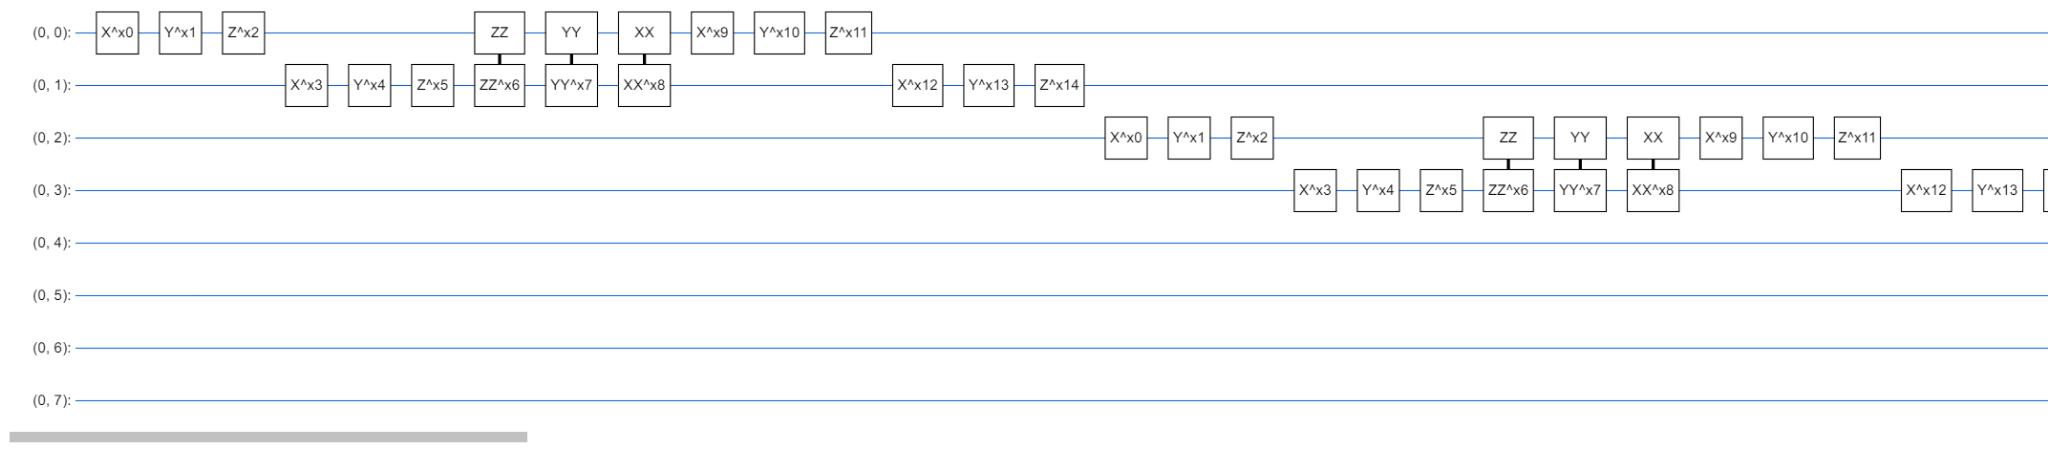 (0, 0): X^x0 Y^x1 Z^x2 ZZ YY XX X^x9 Y^x10 Z^x11
(0, 1): X^x3 Y^x4 Z^x5 ZZ^x6 YY^x7 XX^x8 X^x12 Y^x13 Z^x14
(0, 2): X^x0 Y^x1 Z^x2 ZZ YY XX X^x9 Y^x10 Z^x11
(0, 3): X^x3 Y^x4 Z^x5 ZZ^x6 YY^x7 XX^x8 X^x12 Y^x13
(0, 4):
(0, 5):
(0, 6):
(0, 7):